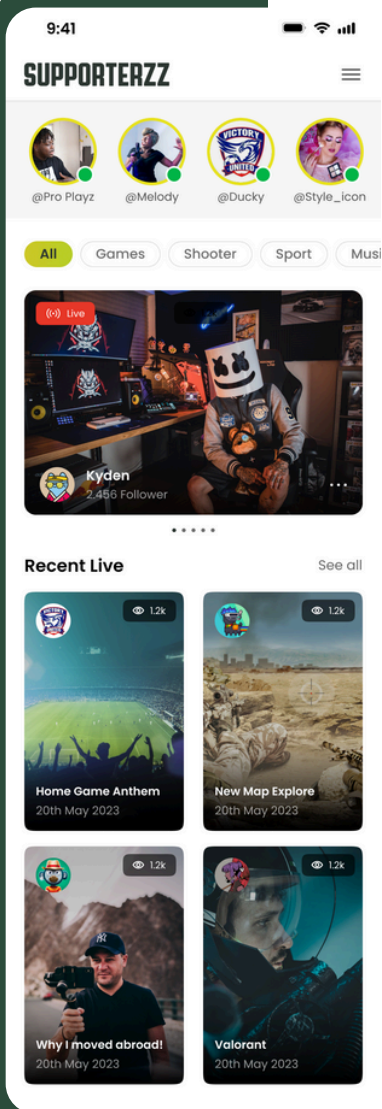 9:41
SUPPORTERZZ
VICTORY
UNITED
@Pro Playz @Melody @Ducky @Style_icon
All Games Shooter Sport Musi
Live
Kyden
2.456 Follower
Recent Live See all
VICTORY
1.2k
1.2k
Home Game Anthem
20th May 2023
New Map Explore
20th May 2023
1.2k
1.2k
NY
Why I moved abroad!
20th May 2023
Valorant
20th May 2023